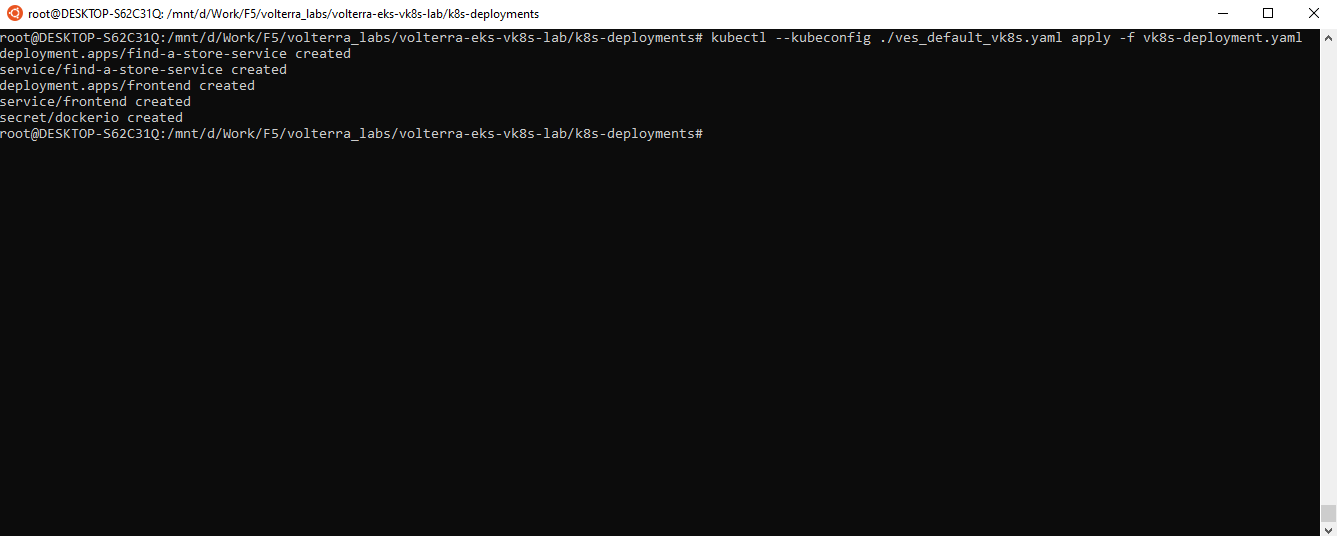 root@DESKTOP-S62C31Q: /mnt/d/Work/F5/volterra_labs/volterra-eks-vk8s-lab/k8s-deployments
root@DESKTOP-S62C31Q:/mnt/d/Work/F5/volterra_labs/volterra-eks-vk8s-lab/k8s-deployments# kubectl --kubeconfig ./ves_default_vk8s.yaml apply -f vk8s-deployment.yaml
deployment.apps/find-a-store-service created
service/find-a-store-service created
deployment.apps/frontend created
service/frontend created
secret/dockerio created
root@DESKTOP-S62C31Q:/mnt/d/Work/F5/volterra_labs/volterra-eks-vk8s-lab/k8s-deployments#